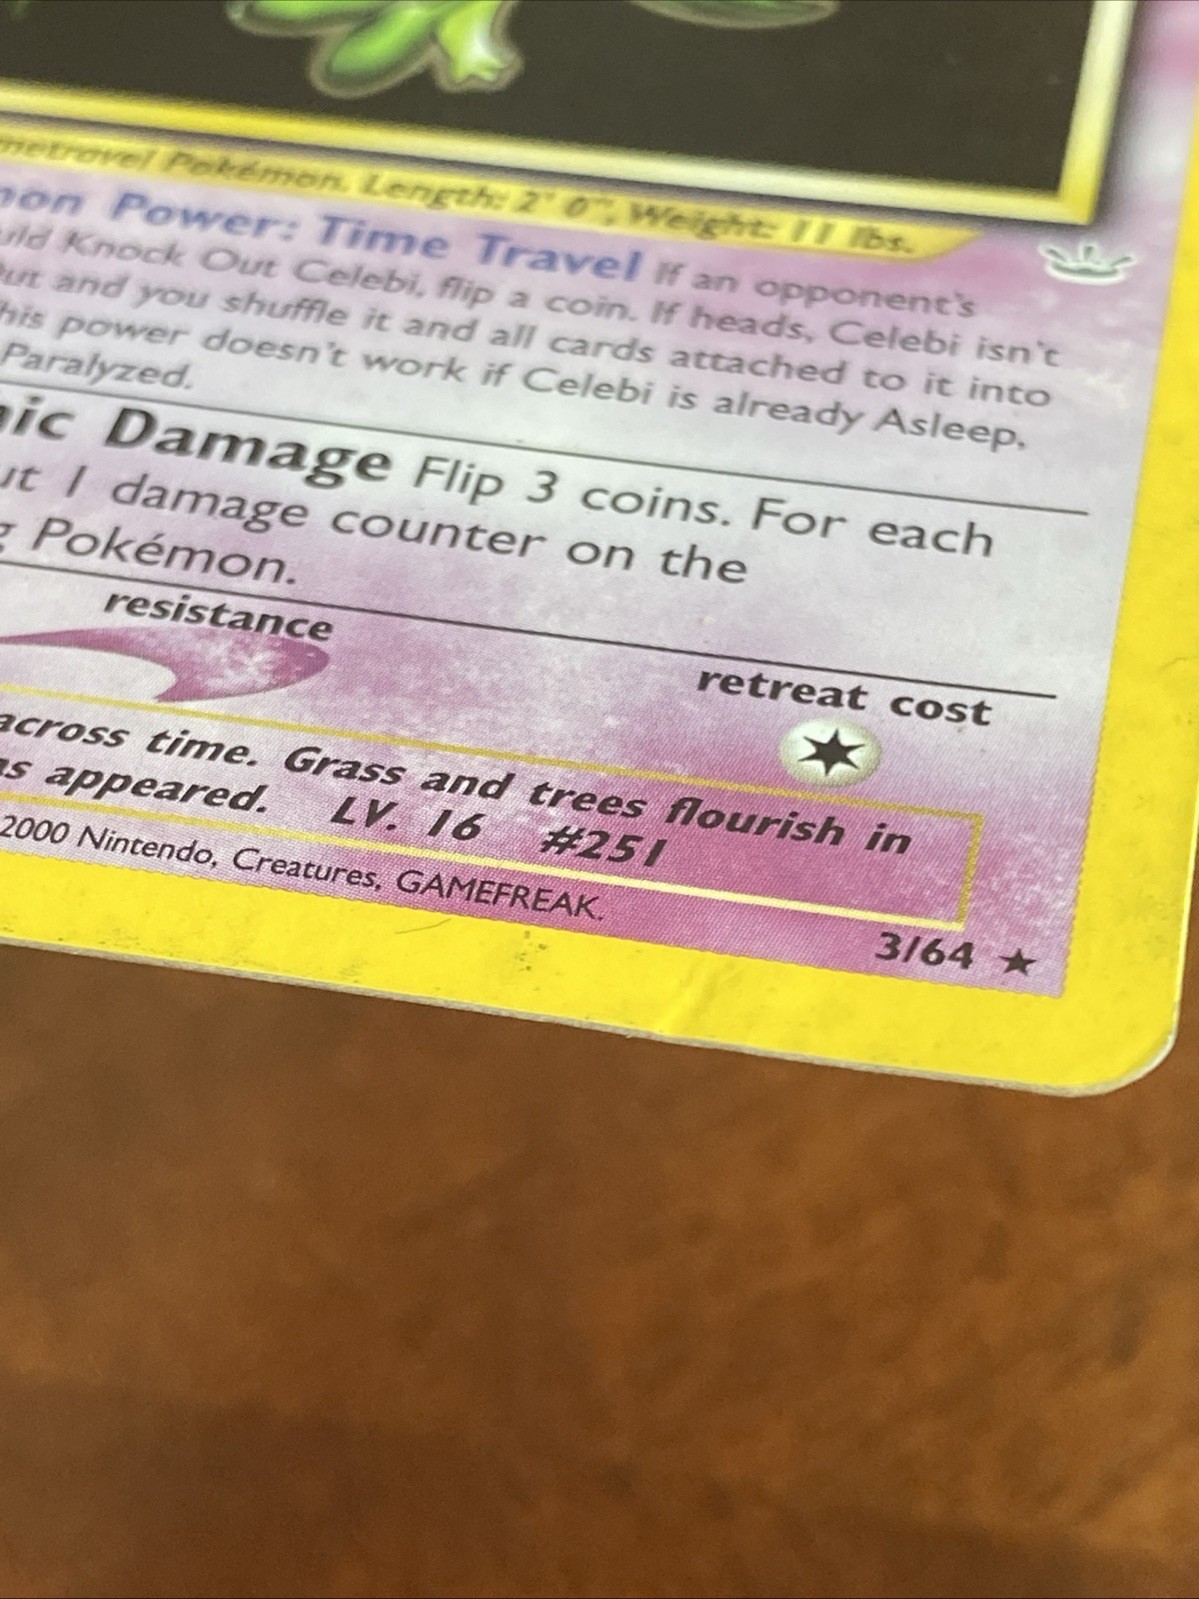 metravel Pokémon. Length: 2' 0", Weight: 11 lbs.
mon Power: Time Travel If an opponent's
uld Knock Out Celebi, flip a coin. If heads, Celebi isn't
Out and you shuffle it and all cards attached to it into
his power doesn't work if Celebi is already Asleep,
Paralyzed.
nic Damage Flip 3 coins. For each
ut 1 damage counter on the
g Pokémon.
resistance
retreat cost
across time. Grass and trees flourish in
as appeared. LV. 16 #251
2000 Nintendo, Creatures, GAMEFREAK.
3/64 ★